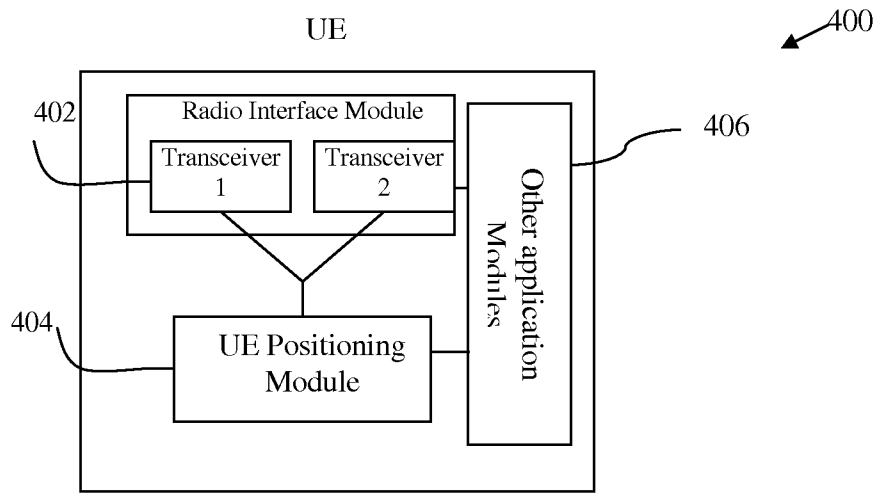 UE
400
402
Radio Interface Module
406
Transceiver
1
Transceiver
2
Other application
Modules
404
UE Positioning
Module